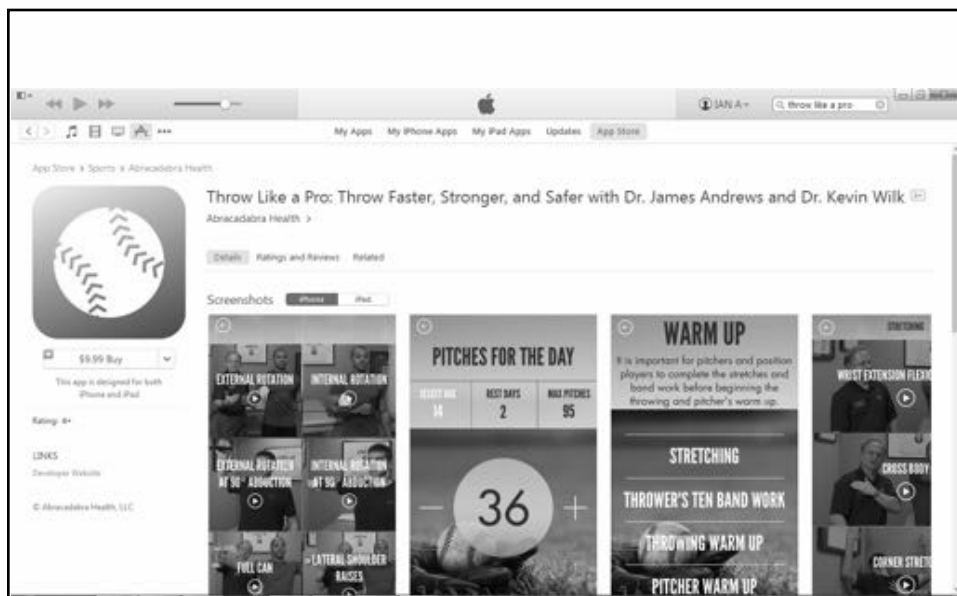 IAN A
throw like a pro
My Apps My iPhone Apps My iPad Apps Updates App Store
App Store > Sports > Abracadabra Health
Throw Like a Pro: Throw Faster, Stronger, and Safer with Dr. James Andrews and Dr. Kevin Wilk
Abracadabra Health >
Details Ratings and Reviews Related
Screenshots iPhone iPad
$9.99 Buy
This app is designed for both
iPhone and iPad
Rating: 4+
LINKS
Developer Website
© Abracadabra Health, LLC
EXTERNAL ROTATION INTERNAL ROTATION
EXTERNAL ROTATION
AT 90° ABDUCTION
INTERNAL ROTATION
AT 90° ABDUCTION
FULL CAN
LATERAL SHOULDER
RAISES
PITCHES FOR THE DAY
SELECT AGE
14
REST DAYS
2
MAX PITCHES
95
36
WARM UP
It is important for pitchers and position
players to complete the stretches and
band work before beginning the
throwing and pitcher's warm up.
STRETCHING
THROWER'S TEN BAND WORK
THROWING WARM UP
PITCHER WARM UP
STRETCHING
WRIST EXTENSION FLEXIO
CROSS BODY
CORNER STRETC